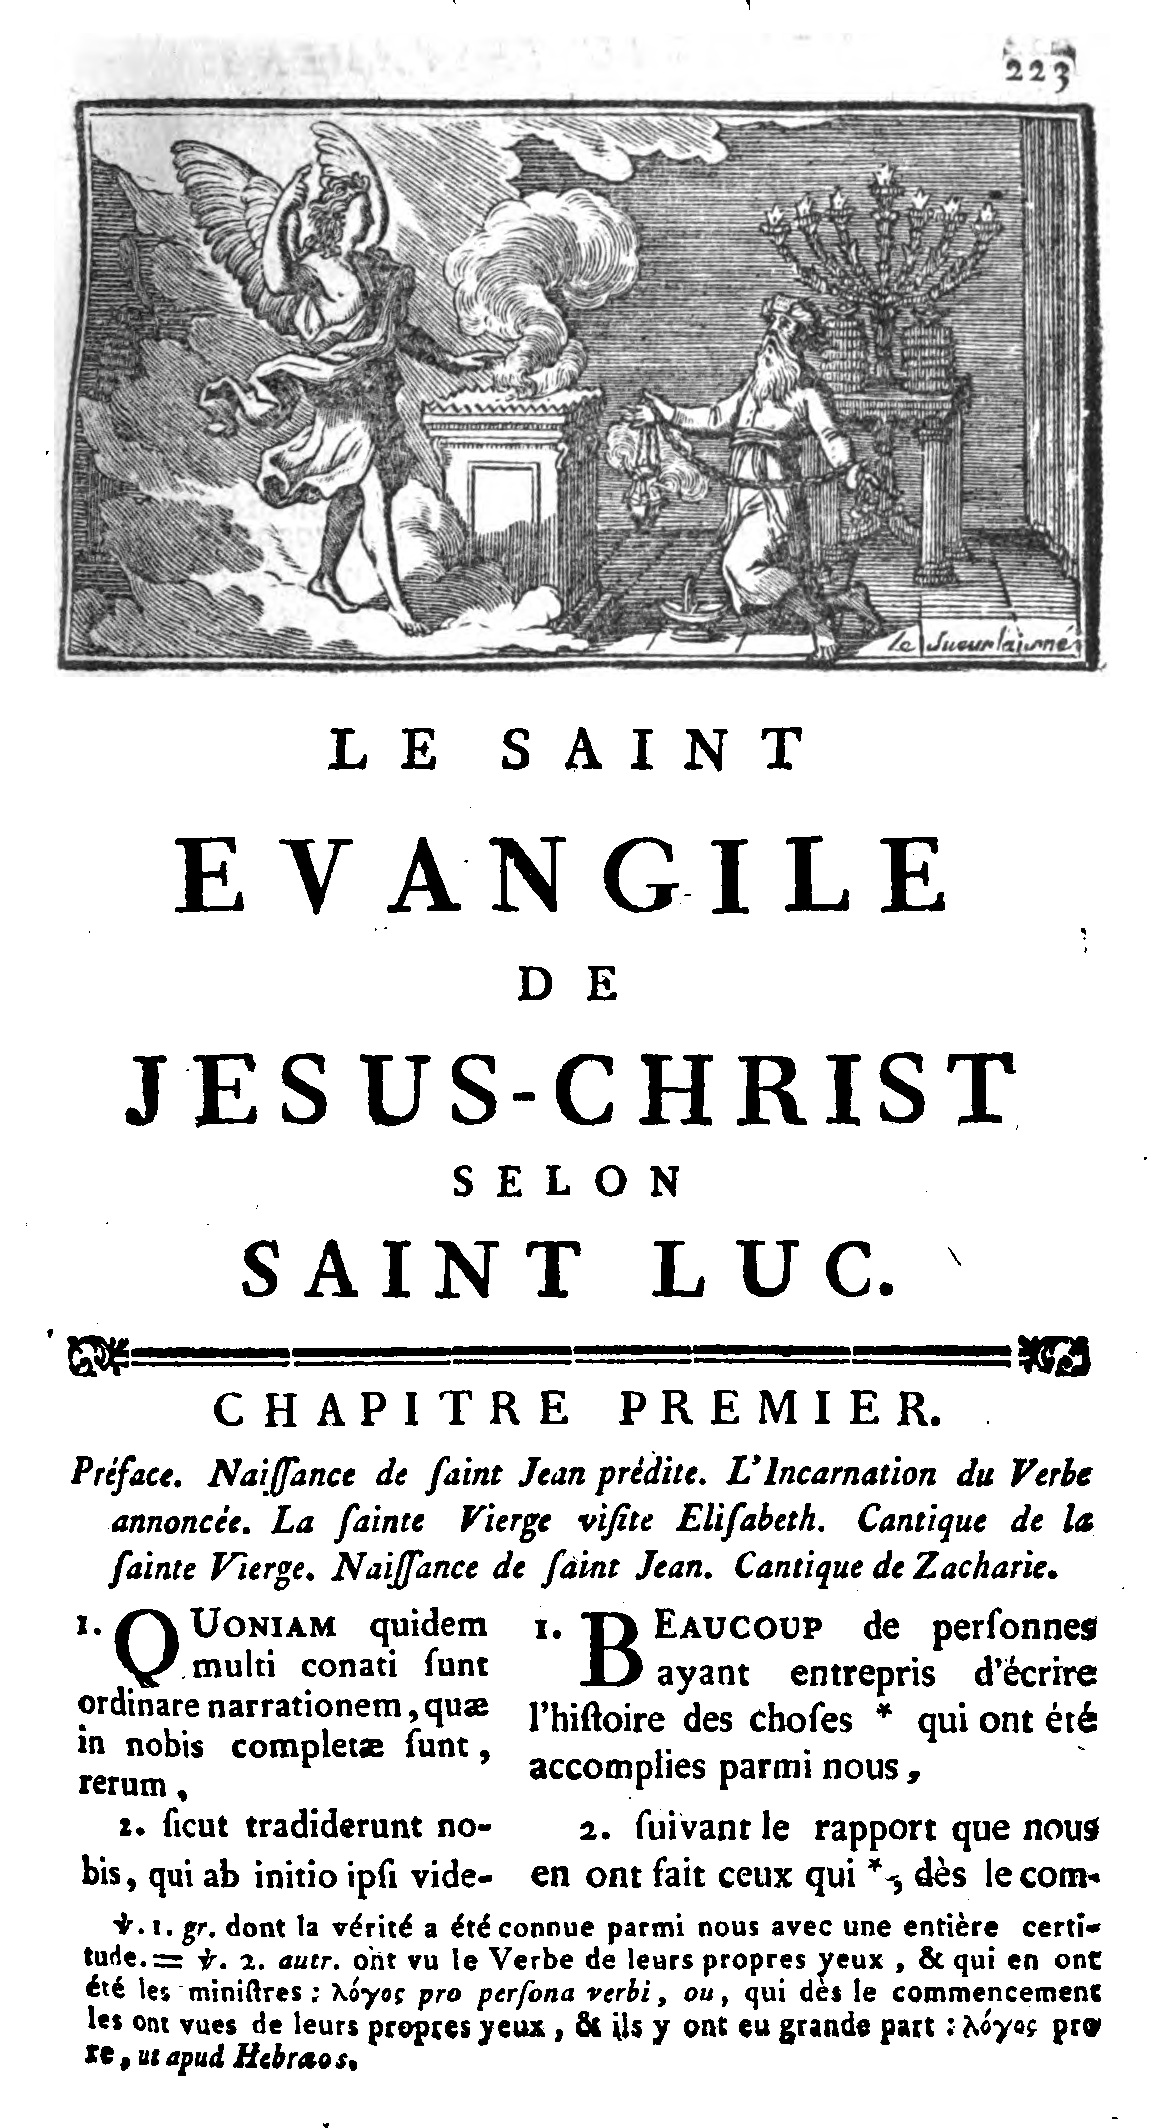 223
Le Sueur laisné
LE SAINT
EVANGILE
DE
JESUS-CHRIST
SELON
SAINT LUC.
CHAPITRE PREMIER.
Préface. Naiſſance de ſaint Jean prédite. L'Incarnation du Verbe
annoncée. La ſainte Vierge viſite Eliſabeth. Cantique de la
ſainte Vierge. Naiſſance de ſaint Jean. Cantique de Zacharie.
1. QUONIAM quidem
multi conati ſunt
ordinare narrationem, quæ
in nobis completæ ſunt,
rerum,
2. ſicut tradiderunt no-
bis, qui ab initio ipſi vide-
1. BEAUCOUP de perſonnes
ayant entrepris d'écrire
l'hiſtoire des choſes * qui ont été
accomplies parmi nous,
2. ſuivant le rapport que nous
en ont fait ceux qui *, dès le com-
℣. 1. gr. dont la vérité a été connue parmi nous avec une entière certi-
tude. = ℣. 2. autr. ont vu le Verbe de leurs propres yeux, & qui en ont
été les miniſtres : λόγος pro perſona verbi, ou, qui dès le commencement
les ont vues de leurs propres yeux, & ils y ont eu grande part : λόγος pro
re, ut apud Hebræos.